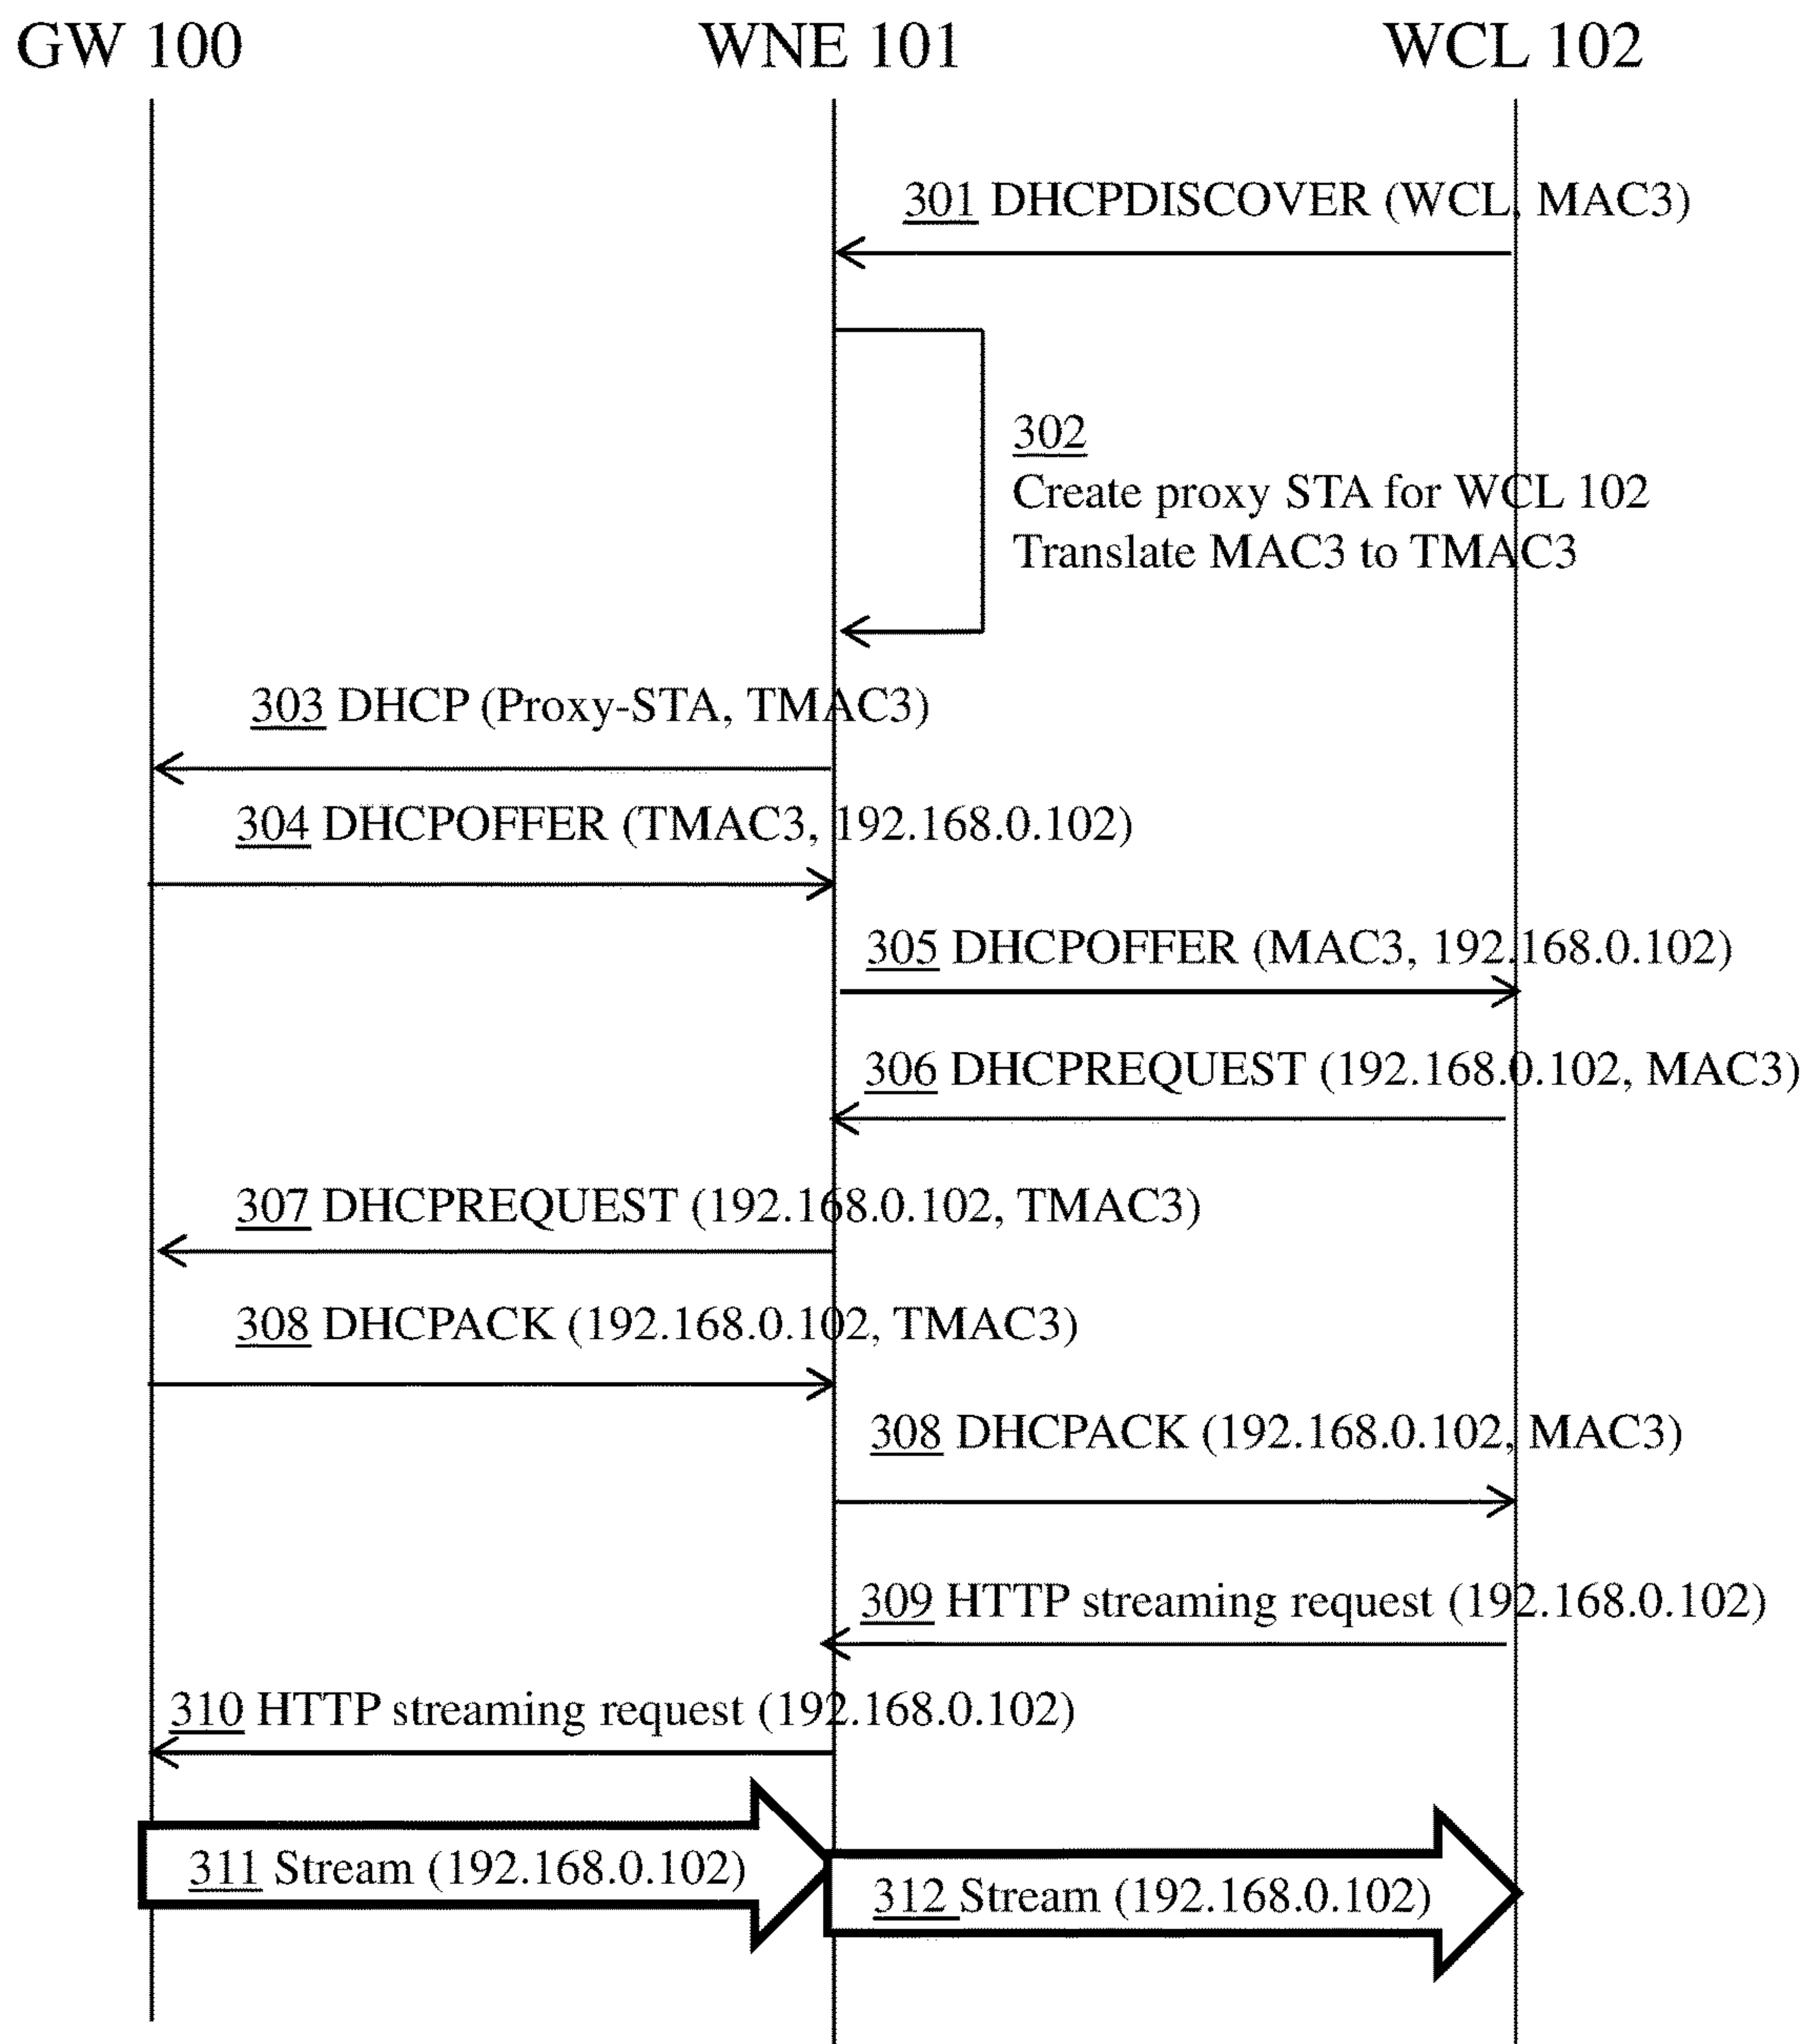 GW 100 WNE 101 WCL 102
301 DHCPDISCOVER (WCL, MAC3)
302
Create proxy STA for WCL 102
Translate MAC3 to TMAC3
303 DHCP (Proxy-STA, TMAC3)
304 DHCPOFFER (TMAC3, 192.168.0.102)
305 DHCPOFFER (MAC3, 192.168.0.102)
306 DHCPREQUEST (192.168.0.102, MAC3)
307 DHCPREQUEST (192.168.0.102, TMAC3)
308 DHCPACK (192.168.0.102, TMAC3)
308 DHCPACK (192.168.0.102, MAC3)
309 HTTP streaming request (192.168.0.102)
310 HTTP streaming request (192.168.0.102)
311 Stream (192.168.0.102)
312 Stream (192.168.0.102)